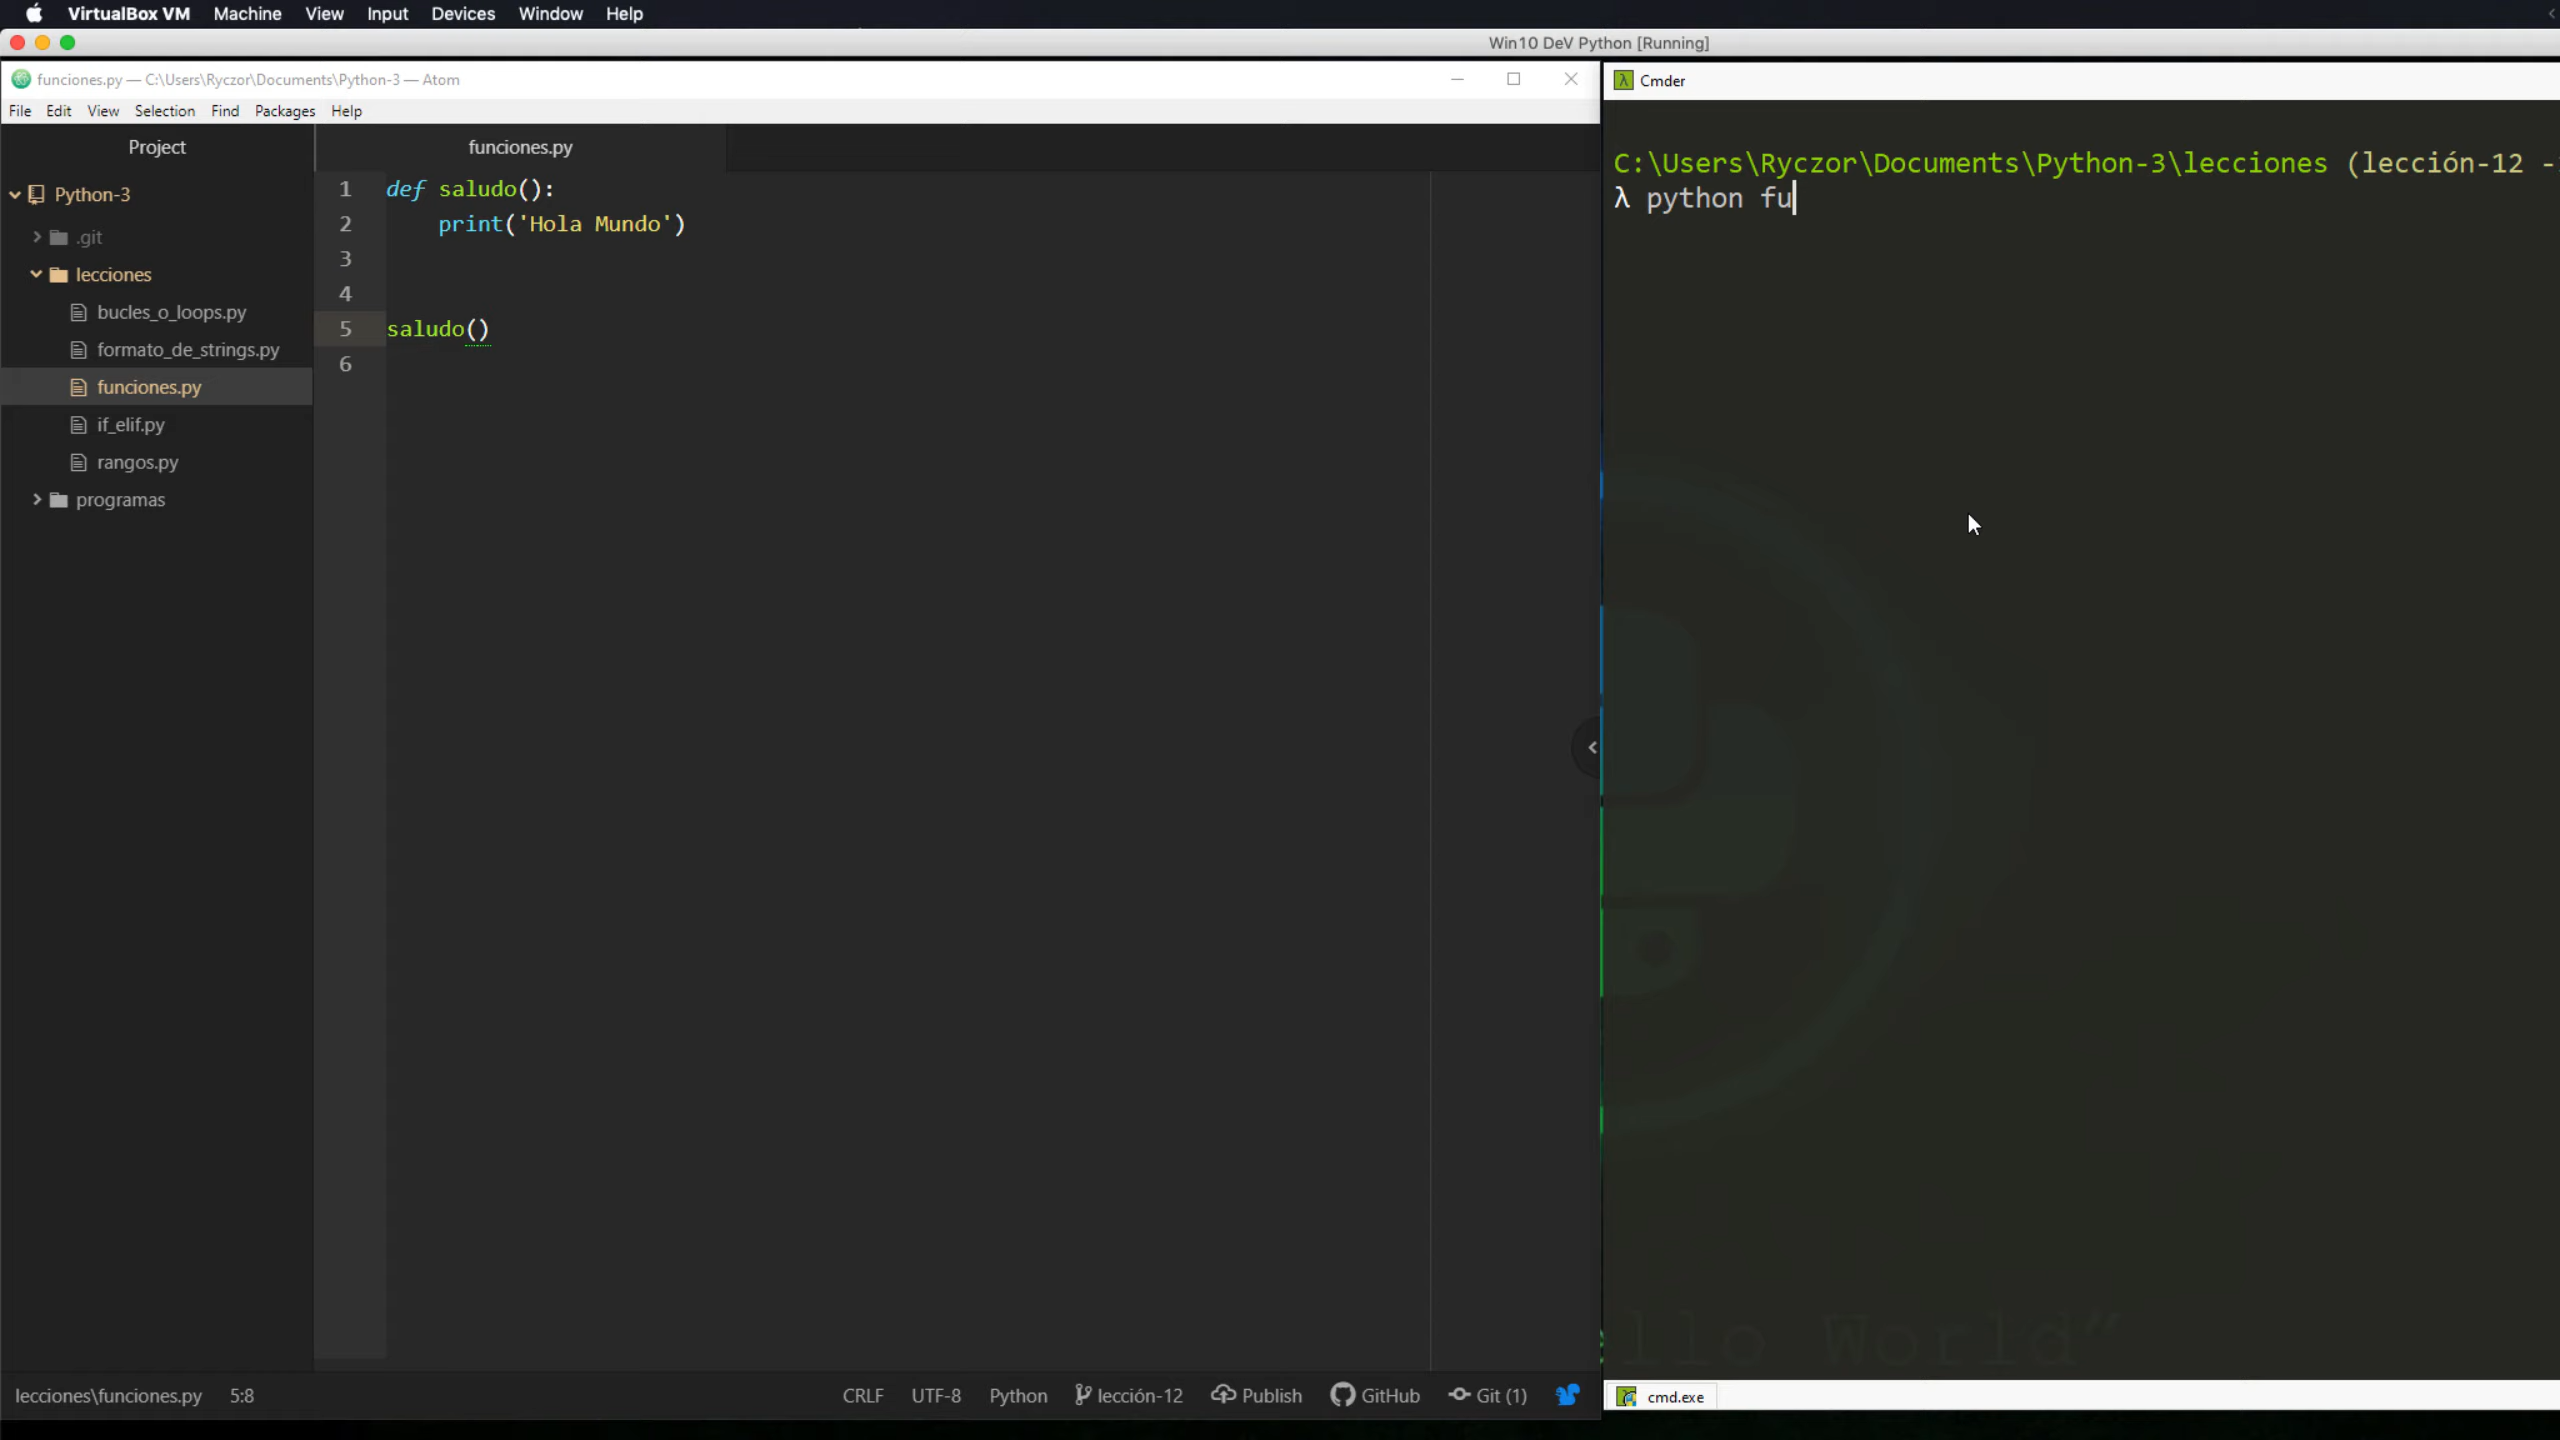 VirtualBox VM Machine View Input Devices Window Help
Win10 DeV Python [Running]
funciones.py — C:\Users\Ryczor\Documents\Python-3 — Atom
File Edit View Selection Find Packages Help
Project
Python-3
.git
lecciones
bucles_o_loops.py
formato_de_strings.py
funciones.py
if_elif.py
rangos.py
programas
funciones.py
1 def saludo():
2 print('Hola Mundo')
3
4
5 saludo()
6
lecciones\funciones.py 5:8 CRLF UTF-8 Python lección-12 Publish GitHub Git (1)
Cmder
C:\Users\Ryczor\Documents\Python-3\lecciones (lección-12 -
λ python fu
ello World”
cmd.exe